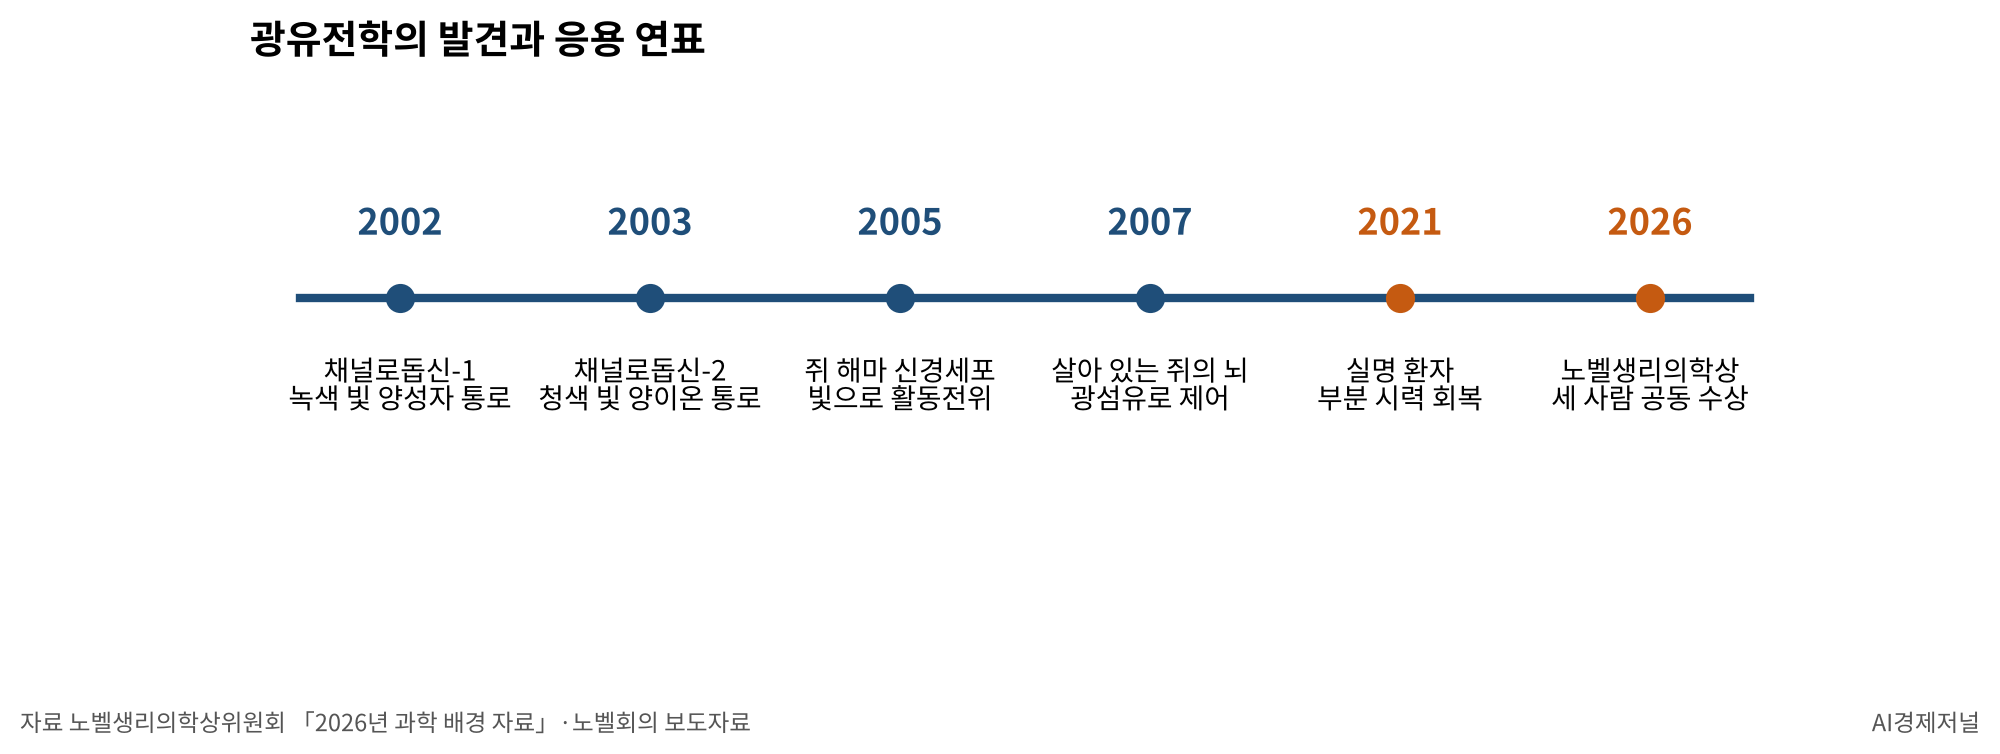 광유전학의 발견과 응용 연표
2002
2003
2005
2007
2021
2026
채널로돕신-1
녹색 빛 양성자 통로
채널로돕신-2
청색 빛 양이온 통로
쥐 해마 신경세포
빛으로 활동전위
살아 있는 쥐의 뇌
광섬유로 제어
실명 환자
부분 시력 회복
노벨생리의학상
세 사람 공동 수상
자료 노벨생리의학상위원회 「2026년 과학 배경 자료」·노벨회의 보도자료
AI경제저널